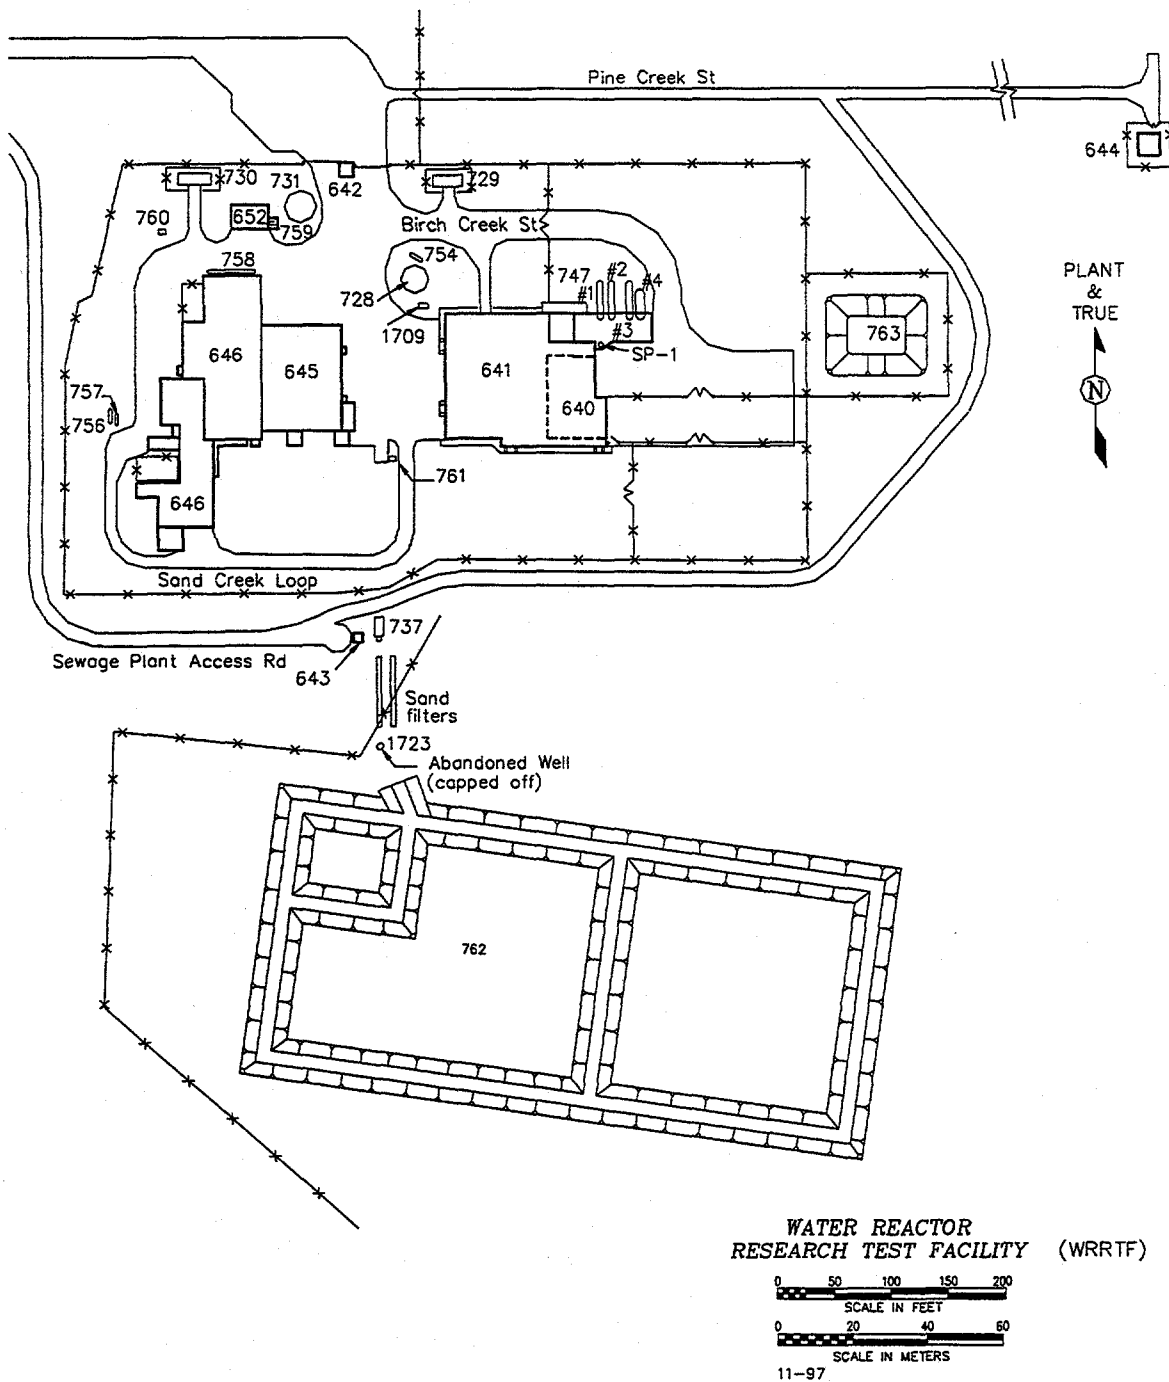 Pine Creek St
644
730
731
642
729
760
652
759
Birch Creek St
754
758
747
#1
#2
#4
#3
728
1709
SP-1
PLANT
&
TRUE
N
763
646
645
641
640
757
756
761
646
Sand Creek Loop
737
Sewage Plant Access Rd
643
Sand
filters
1723
Abandoned Well
(capped off)
762
WATER REACTOR
RESEARCH TEST FACILITY (WRRTF)
0 50 100 150 200
SCALE IN FEET
0 20 40 60
SCALE IN METERS
11-97